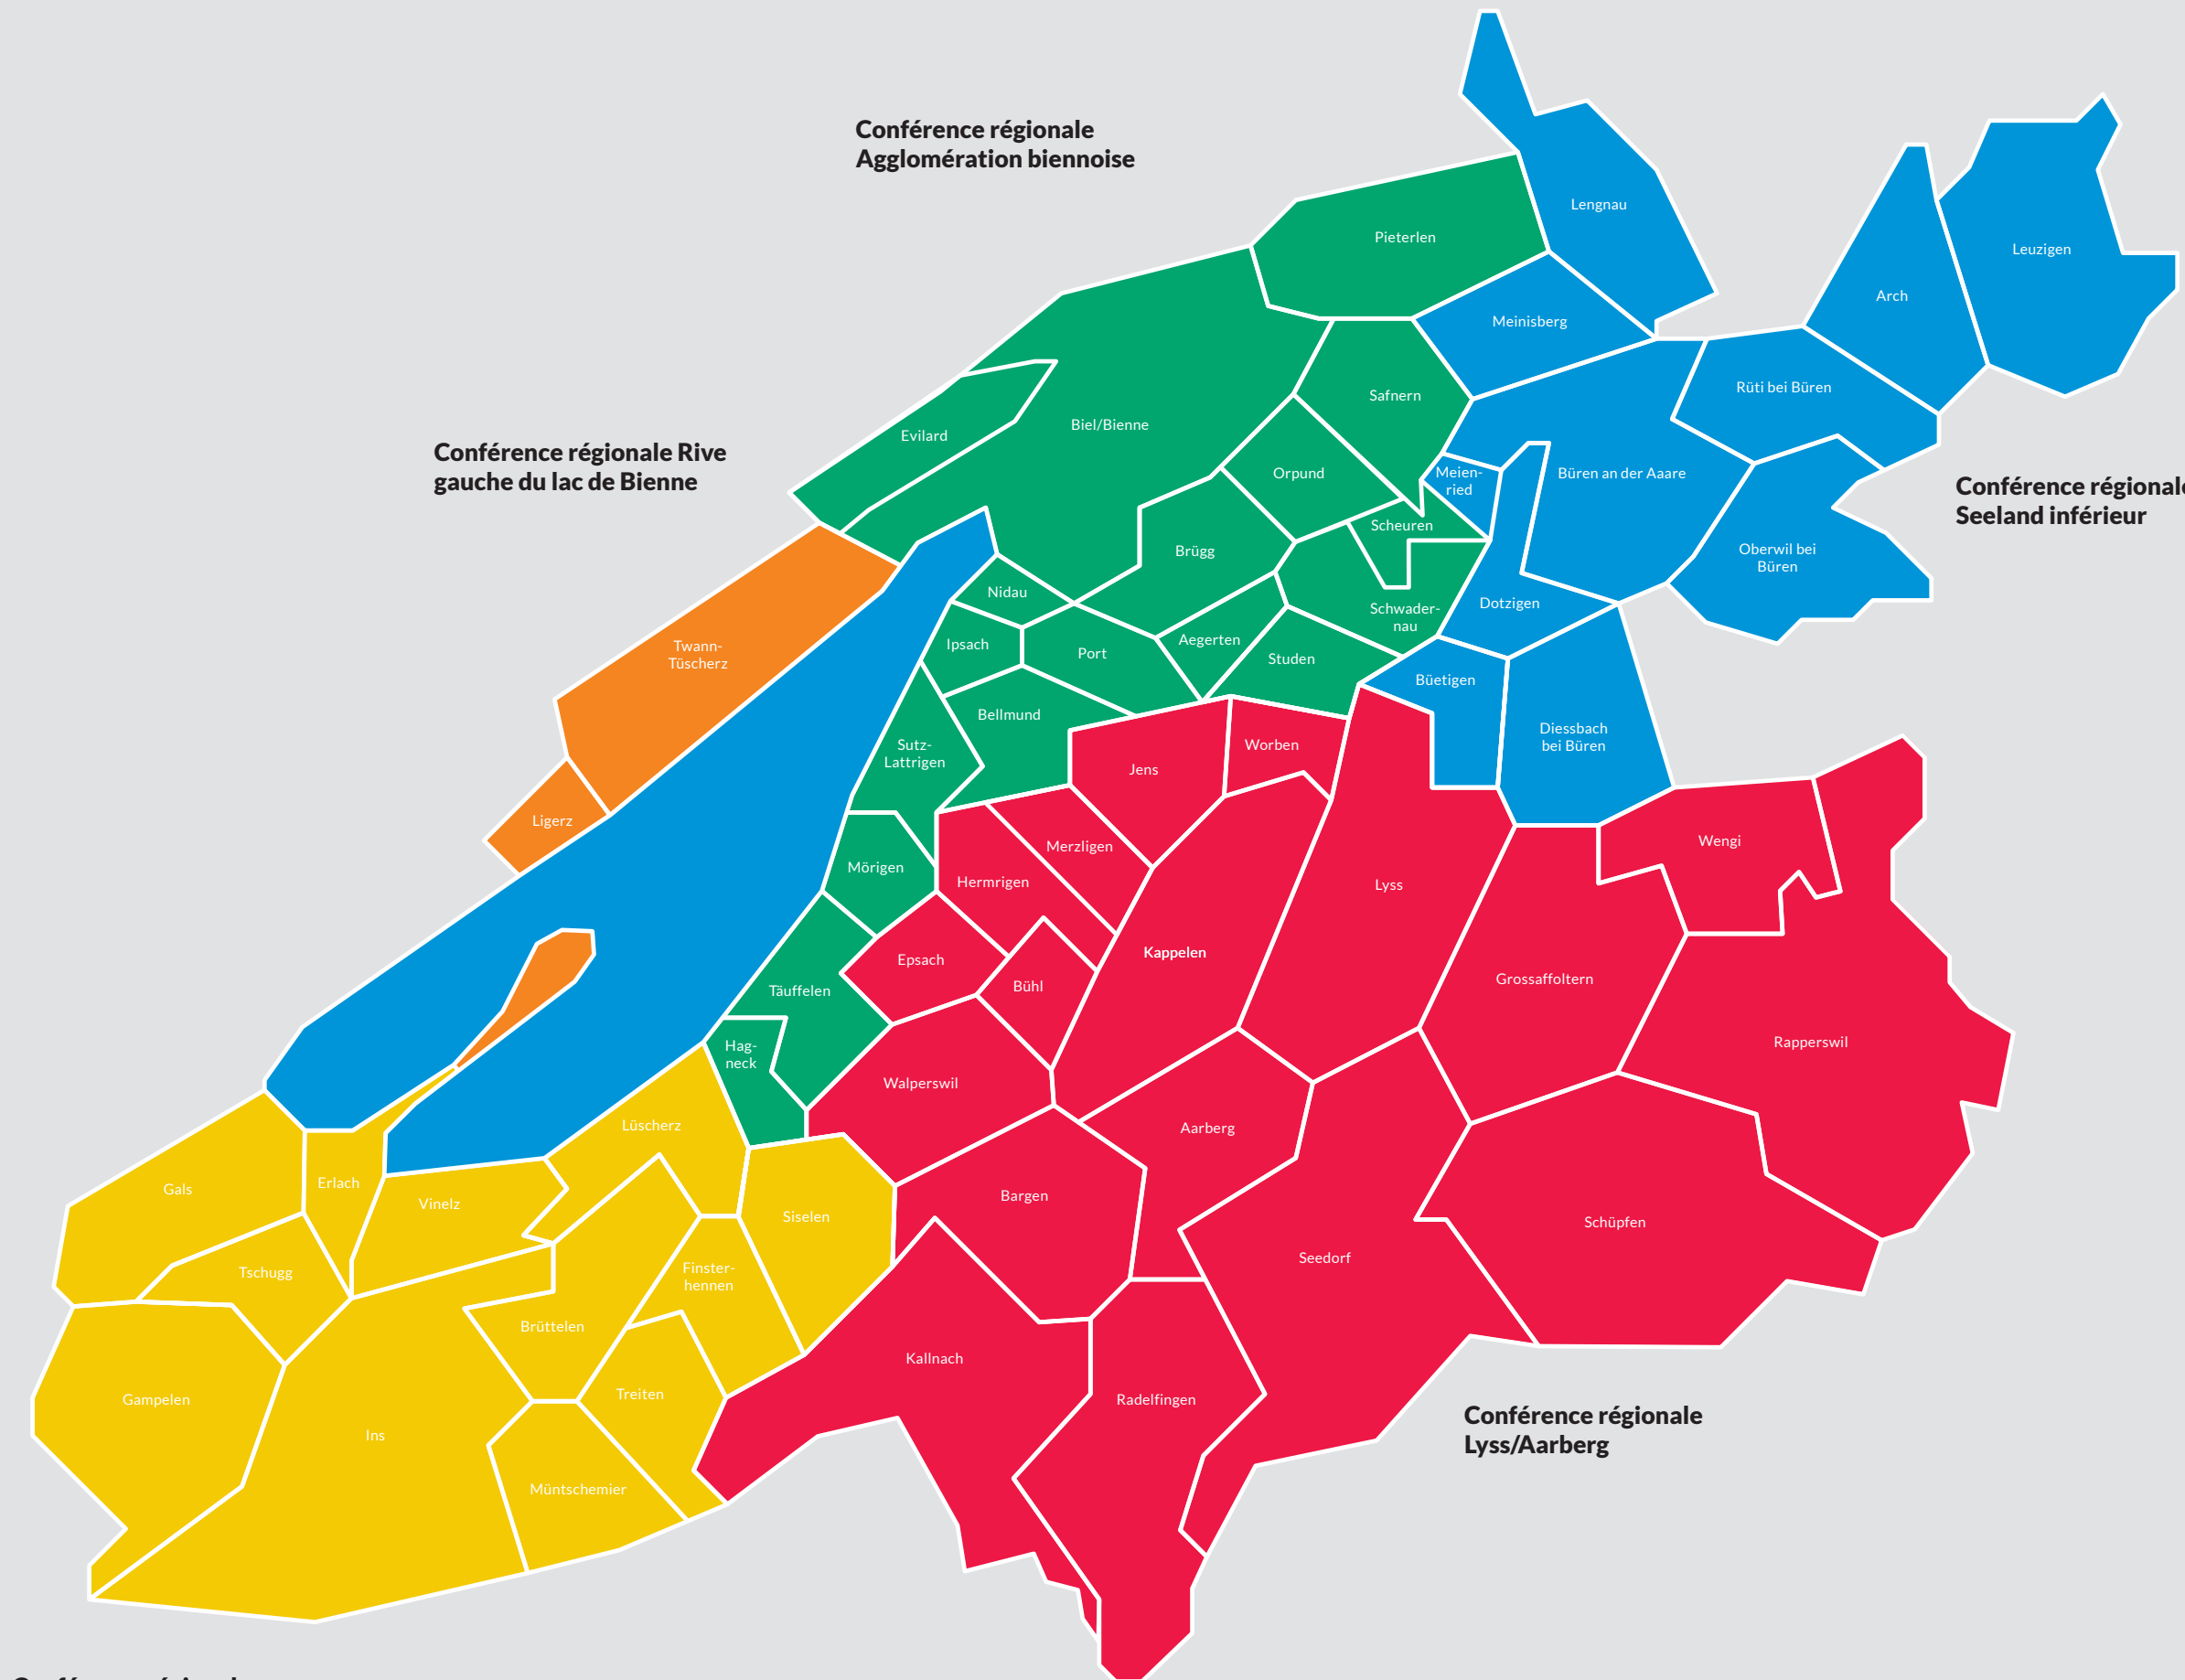 Conférence régionale
Agglomération biennoise
Lengnau
Pieterlen
Leuzigen
Arch
Meinisberg
Rüti bei Büren
Safnern
Biel/Bienne
Evilard
Conférence régionale Rive
gauche du lac de Bienne
Orpund
Meien-
ried
Büren an der Aaare
Conférence régionale
Seeland inférieur
Scheuren
Brügg
Oberwil bei
Büren
Nidau
Dotzigen
Schwader-
nau
Ipsach
Port
Aegerten
Studen
Twann-
Tüscherz
Büetigen
Bellmund
Diessbach
bei Büren
Sutz-
Lattrigen
Jens
Worben
Ligerz
Wengi
Merzligen
Mörigen
Hermrigen
Lyss
Kappelen
Epsach
Grossaffoltern
Bühl
Täuffelen
Rapperswil
Hag-
neck
Walperswil
Lüscherz
Aarberg
Gals
Erlach
Vinelz
Bargen
Siselen
Schüpfen
Seedorf
Tschugg
Finster-
hennen
Brüttelen
Kallnach
Treiten
Gampelen
Radelfingen
Ins
Conférence régionale
Lyss/Aarberg
Müntschemier